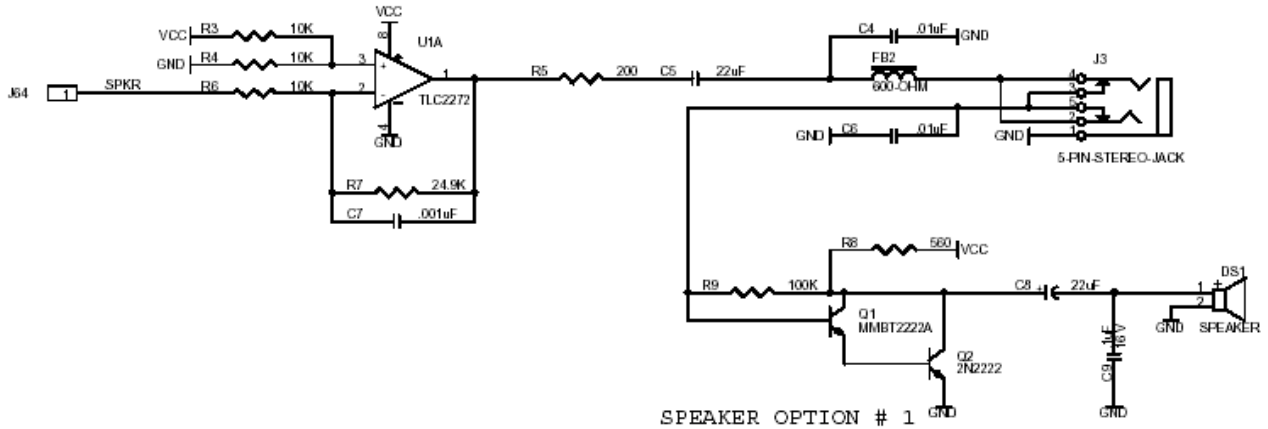 VCC R3 10K
VCC
8
U1A
GND R4 10K
3
+
1
J64 1 SPKR R6 10K
2
-
TLC2272
4
GND
R7 24.9K
C7 .001uF
R5 200 C5 22uF
C4 .01uF GND
FB2
600-OHM
J3
4
3
5
2
1
GND C6 .01uF
GND
5-PIN-STEREO-JACK
R8 560 VCC
R9 100K
C8 + 22uF
DS1
1 +
2
GND SPEAKER
Q1
MMBT2222A
Q2
2N2222
.1uF
16V
C9
GND
GND
SPEAKER OPTION # 1